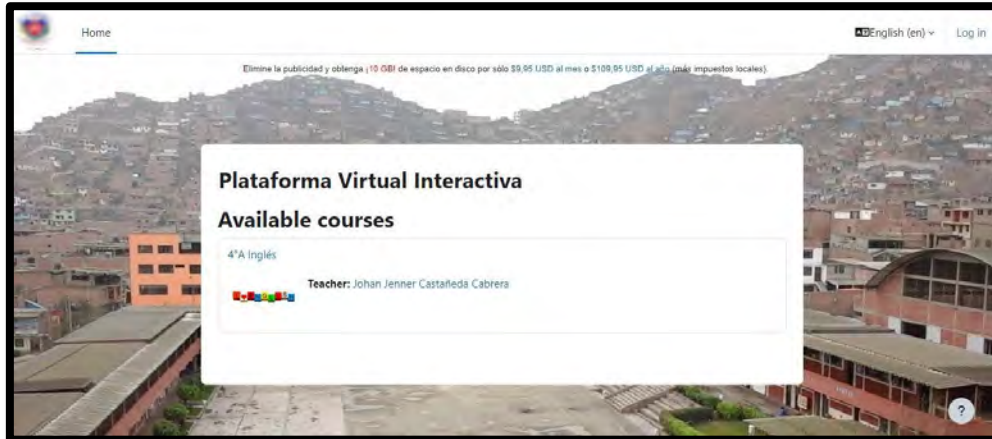 Home
English (en)
Log in
Elimine la publicidad y obtenga ¡10 GB! de espacio en disco por sólo $9,95 USD al mes o $109,95 USD al año (más impuestos locales).
Plataforma Virtual Interactiva
Available courses
4°A Inglés
Teacher: Johan Jenner Castañeda Cabrera
?